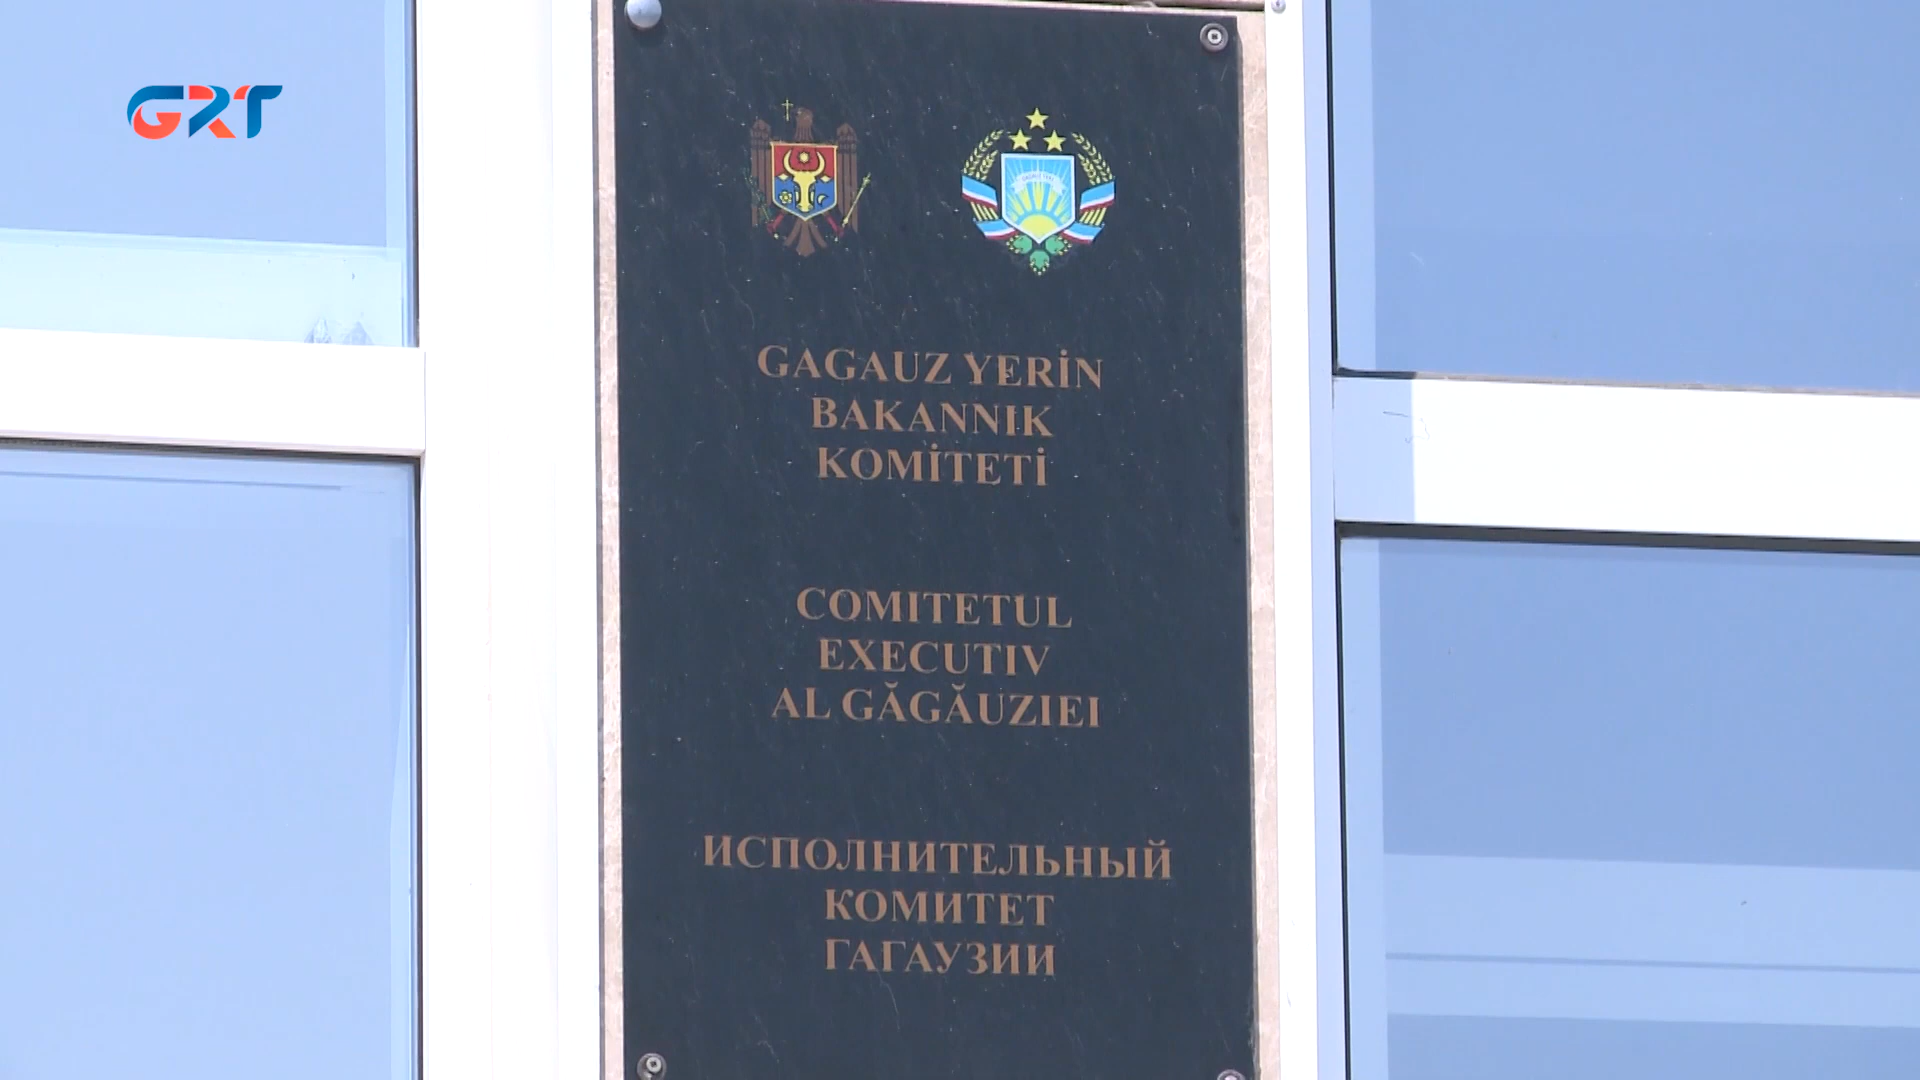 GRT
GAGAUZ YERİN
BAKANNIK
KOMİTETİ
COMITETUL
EXECUTIV
AL GĂGĂUZIEI
ИСПОЛНИТЕЛЬНЫЙ
КОМИТЕТ
ГАГАУЗИИ